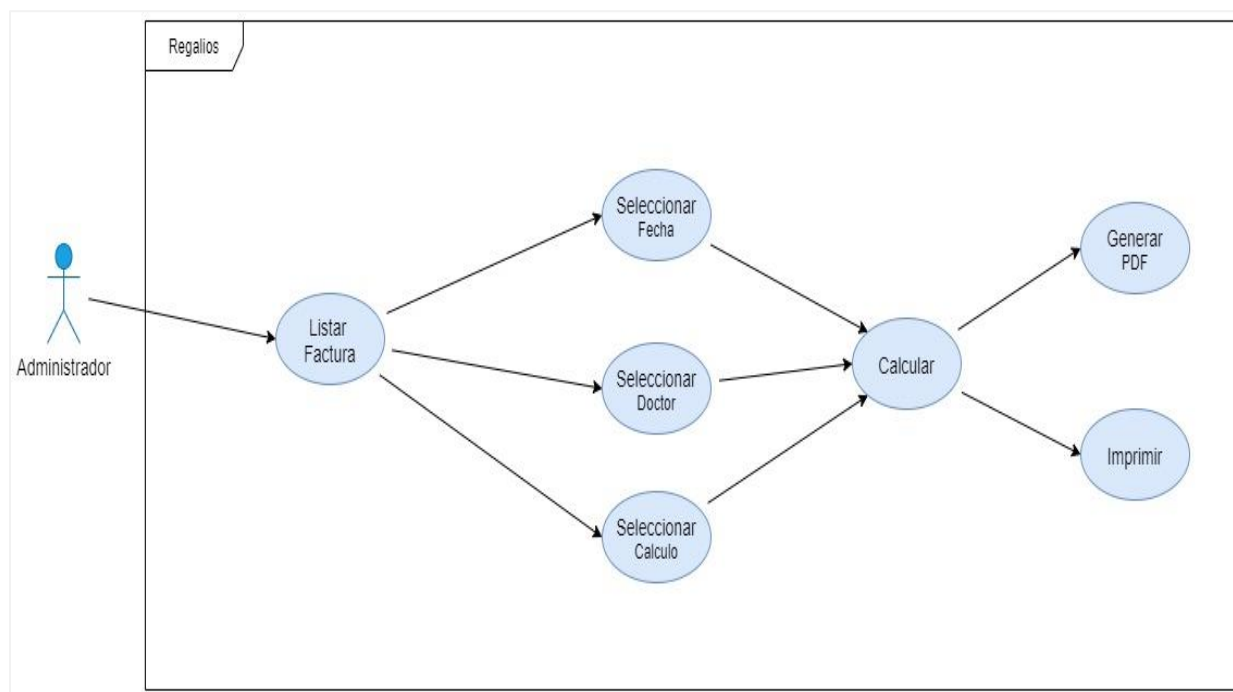 Regalios
Administrador
Listar
Factura
Seleccionar
Fecha
Seleccionar
Doctor
Seleccionar
Calculo
Calcular
Generar
PDF
Imprimir